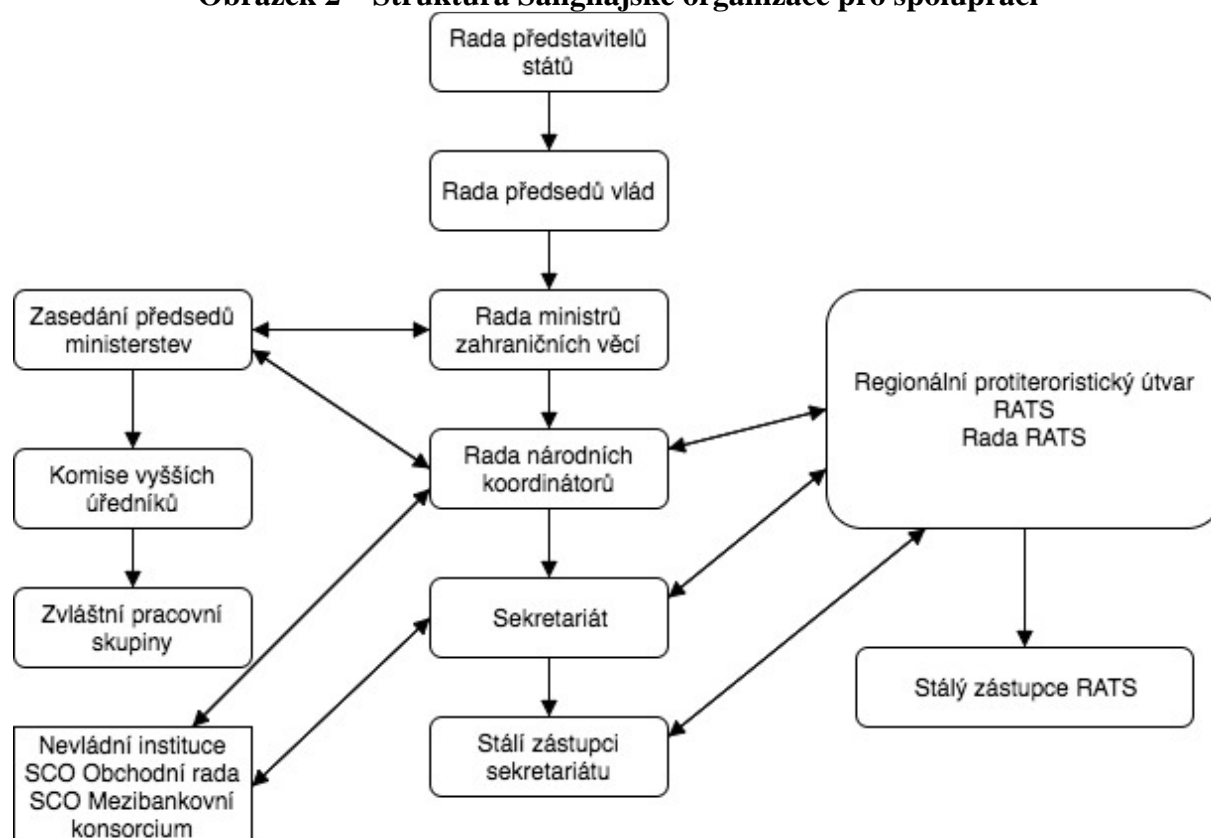 Obrázek 2 – Struktura Šanghajské organizace pro spolupráci
Rada představitelů
států
Rada předsedů vlád
Zasedání předsedů
ministerstev
Rada ministrů
zahraničních věcí
Regionální protiteroristický útvar
RATS
Rada RATS
Komise vyšších
úředníků
Rada národních
koordinátorů
Zvláštní pracovní
skupiny
Sekretariát
Stálý zástupce RATS
Nevládní instituce
SCO Obchodní rada
SCO Mezibankovní
konsorcium
Stálí zástupci
sekretariátu